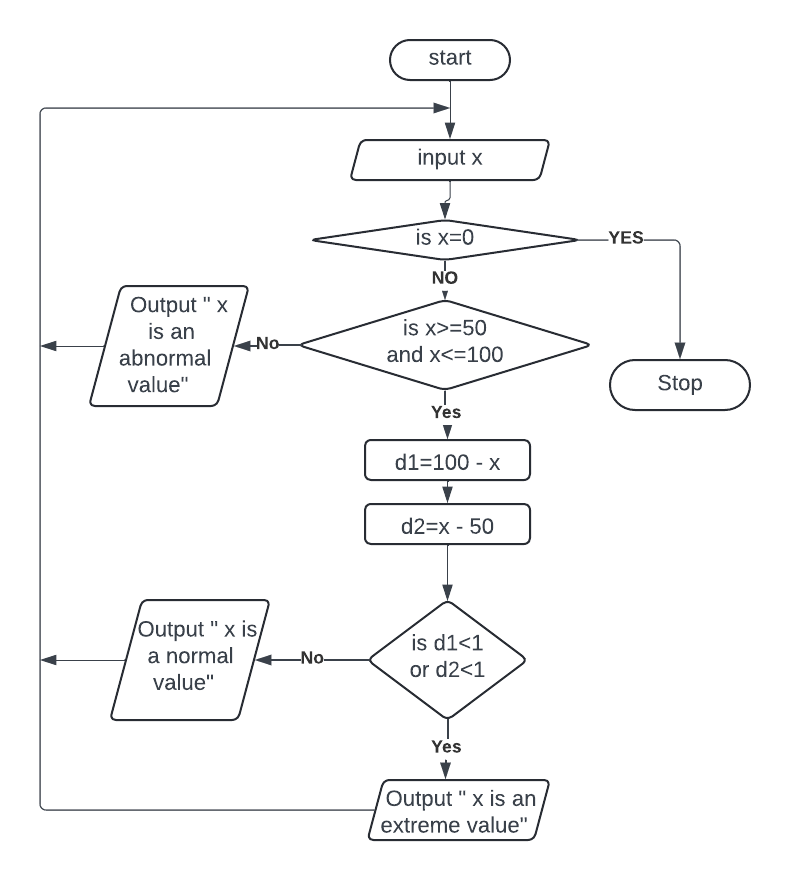 start
input x
is x=0
YES
NO
is x>=50
and x<=100
No
Output " x
is an
abnormal
value"
Stop
Yes
d1=100 - x
d2=x - 50
is d1<1
or d2<1
No
Output " x is
a normal
value"
Yes
Output " x is an
extreme value"